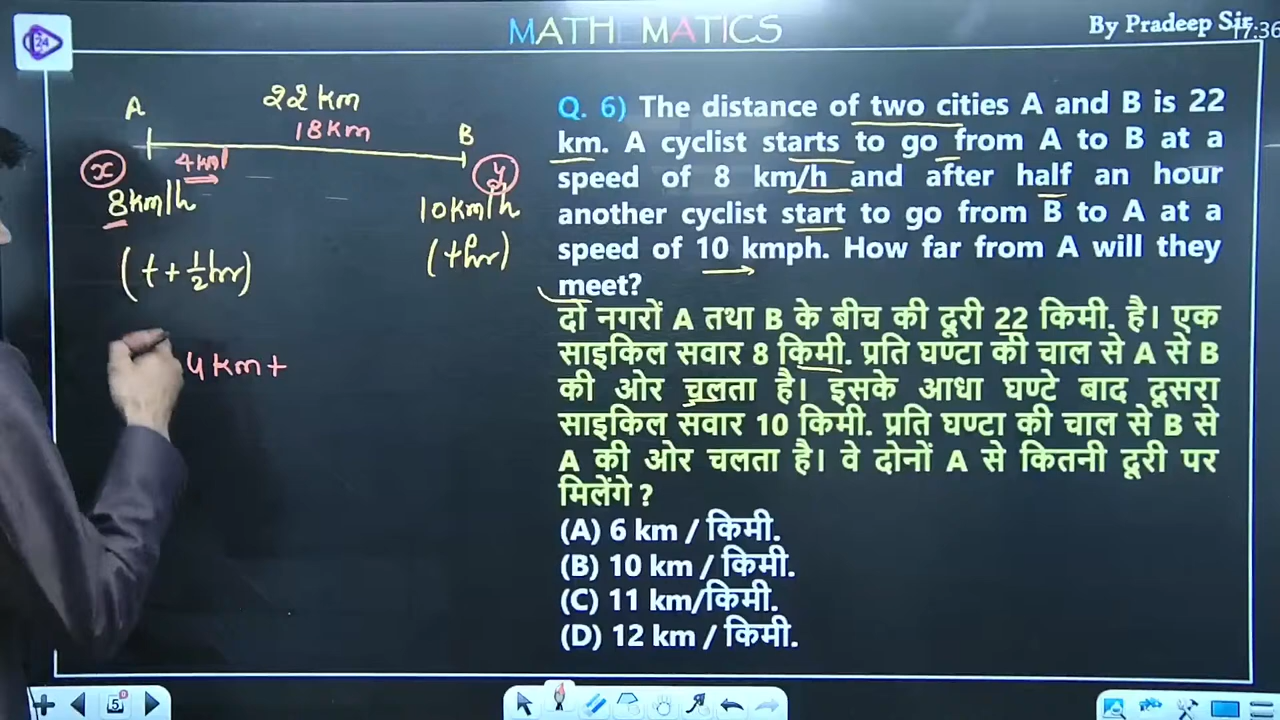 24
MATHEMATICS
By Pradeep Sir
17:36
A
22 km
18 km
B
x
4 km
y
8 km/h
10 km/h
(t + 1/2 hr)
(t hr)
4 km +
Q. 6) The distance of two cities A and B is 22
km. A cyclist starts to go from A to B at a
speed of 8 km/h and after half an hour
another cyclist start to go from B to A at a
speed of 10 kmph. How far from A will they
meet?
दो नगरों A तथा B के बीच की दूरी 22 किमी. है। एक
साइकिल सवार 8 किमी. प्रति घण्टा की चाल से A से B
की ओर चलता है। इसके आधा घण्टे बाद दूसरा
साइकिल सवार 10 किमी. प्रति घण्टा की चाल से B से
A की ओर चलता है। वे दोनों A से कितनी दूरी पर
मिलेंगे ?
(A) 6 km / किमी.
(B) 10 km / किमी.
(C) 11 km/किमी.
(D) 12 km / किमी.
5